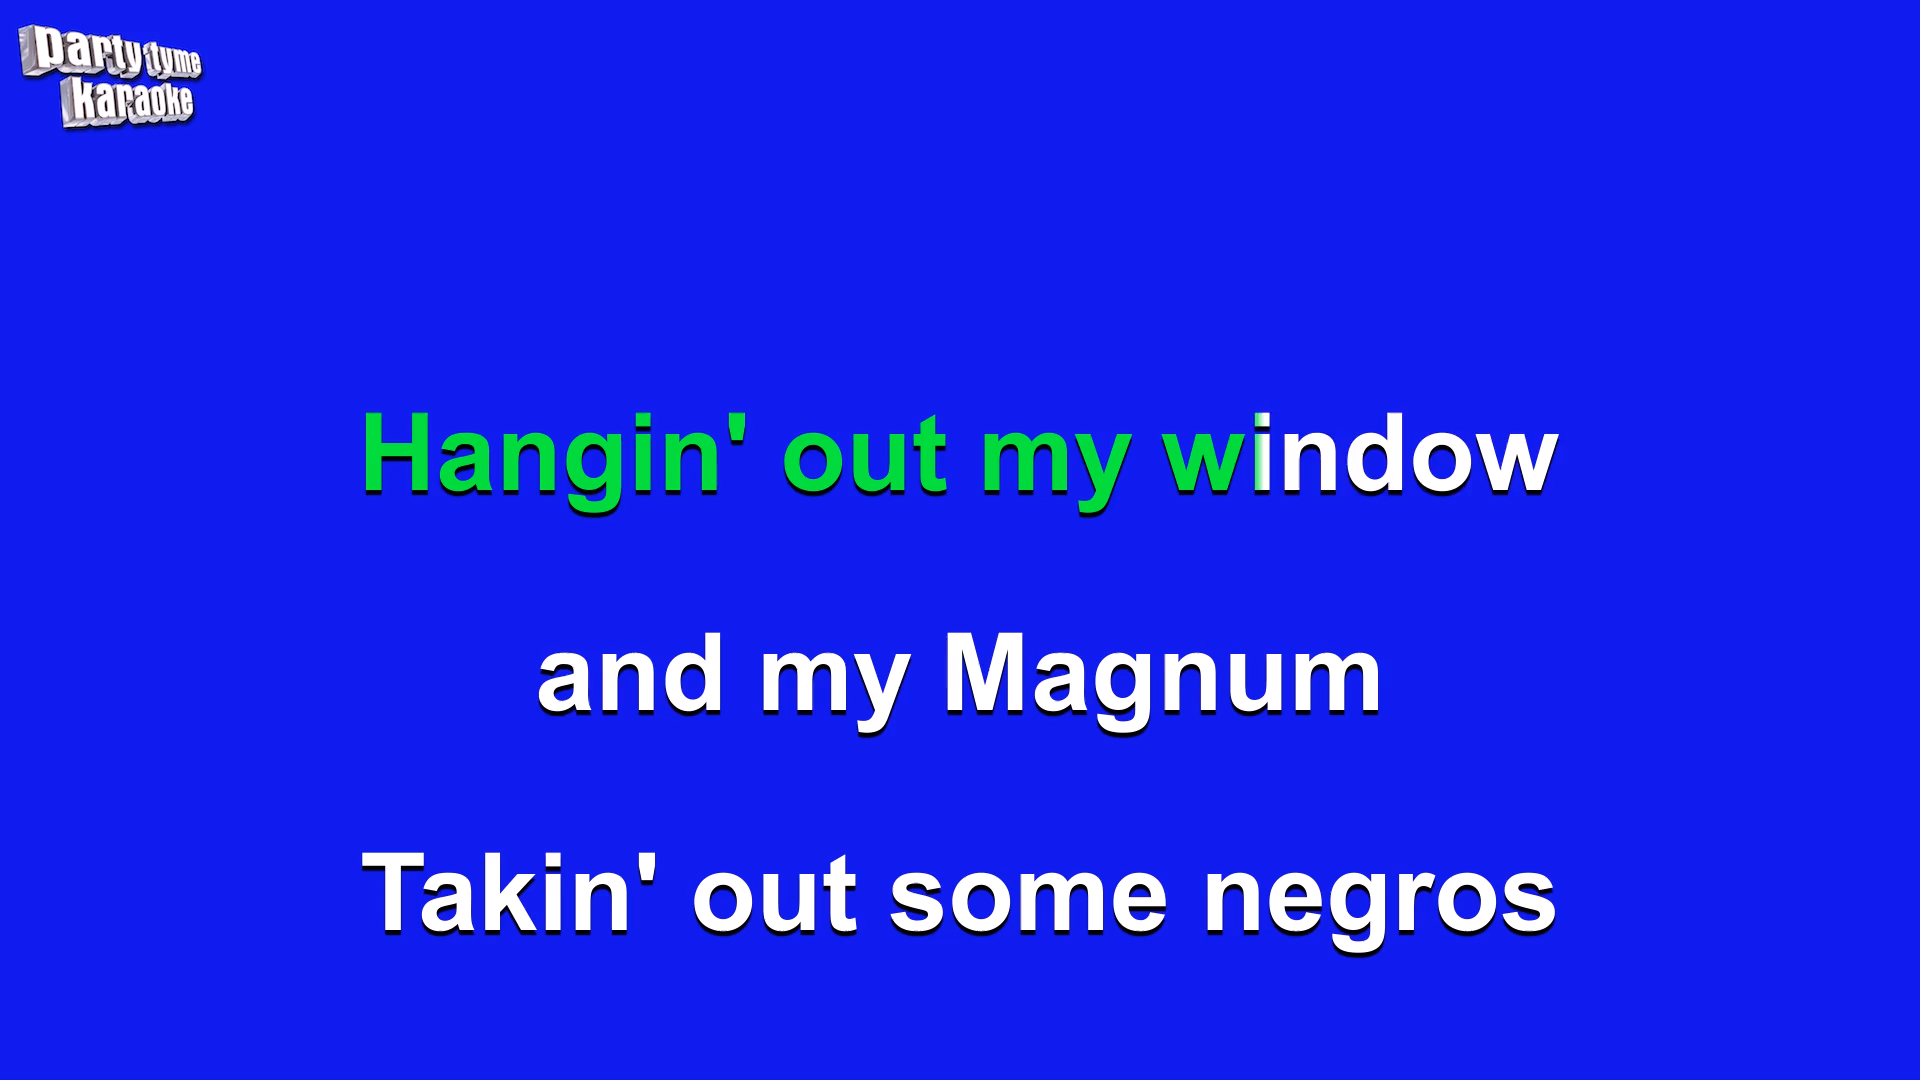 party tyme
karaoke
Hangin' out my window
and my Magnum
Takin' out some negros